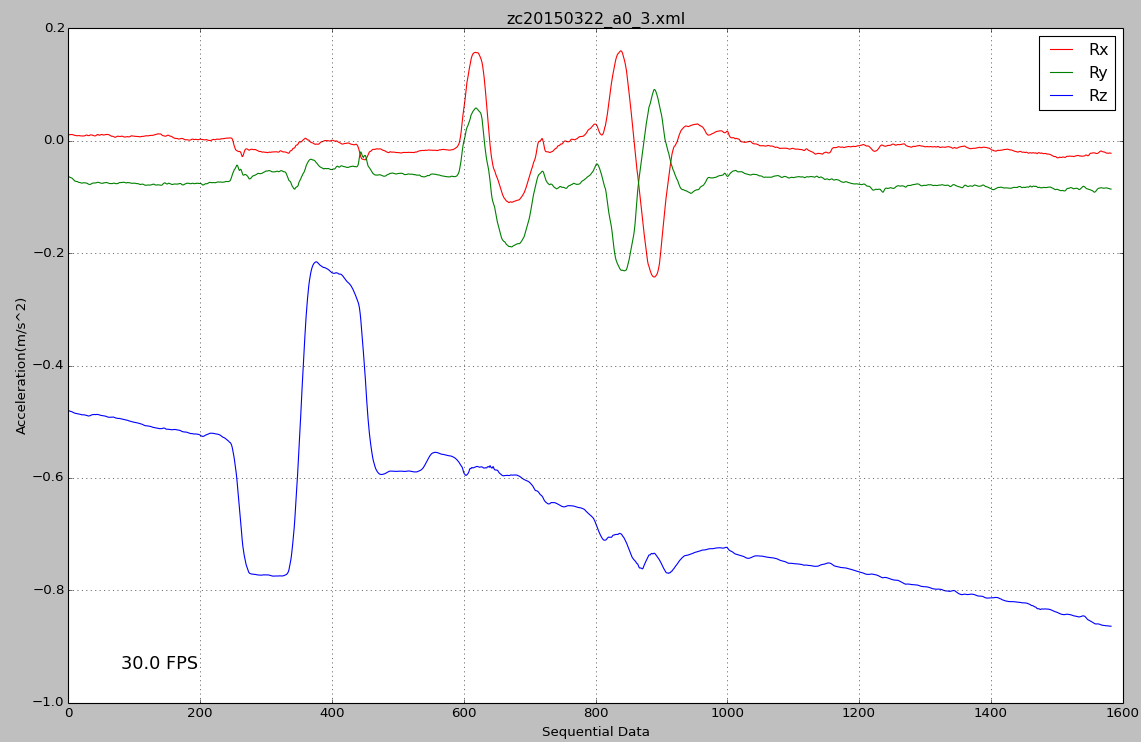 zc20150322_a0_3.xml
Rx
Ry
Rz
0.2
0.0
−0.2
−0.4
−0.6
−0.8
−1.0
Acceleration(m/s^2)
30.0 FPS
0 200 400 600 800 1000 1200 1400 1600
Sequential Data